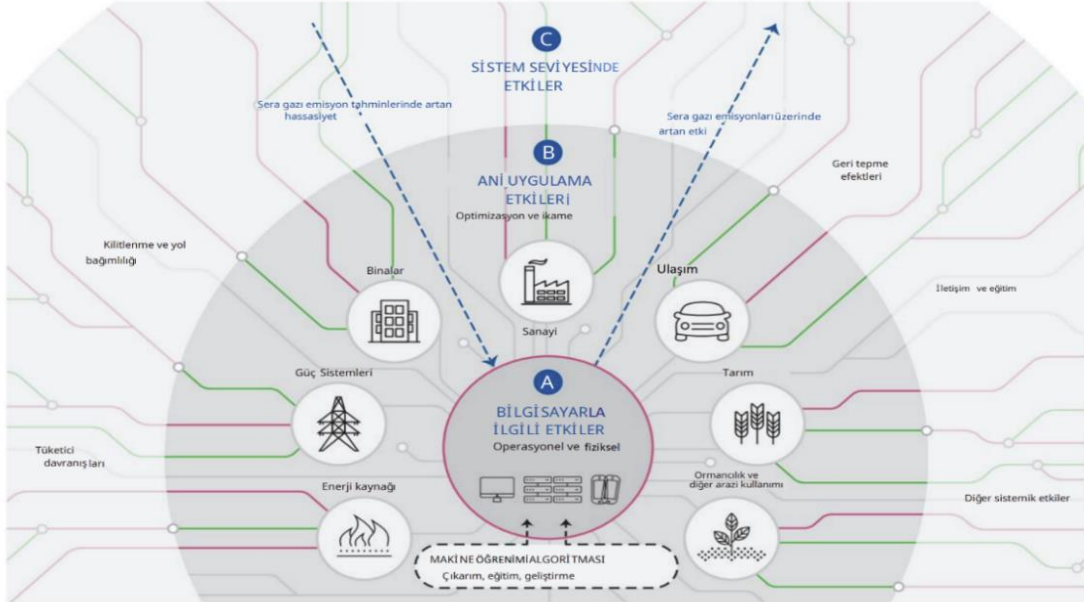 C
SİSTEM SEVİYESİNDE
ETKİLER
Sera gazı emisyon tahminlerinde artan
hassasiyet
Sera gazı emisyonları üzerinde
artan etki
B
ANİ UYGULAMA
ETKİLERİ
Optimizasyon ve ikame
Geri tepme
efektleri
Kilitlenme ve yol
bağımlılığı
Binalar
Ulaşım
İletişim ve eğitim
Sanayi
Güç Sistemleri
Tarım
A
BİLGİSAYARLA
İLGİLİ ETKİLER
Operasyonel ve fiziksel
Tüketici
davranışları
Ormancılık ve
diğer arazi kullanımı
Enerji kaynağı
Diğer sistemik etkiler
MAKİNE ÖĞRENİMİ ALGORİTMASI
Çıkarım, eğitim, geliştirme